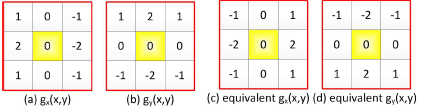 1 0 -1 1 2 1 -1 0 1 -1 -2 -1
2 0 -2 0 0 0 -2 0 2 0 0 0
1 0 -1 -1 -2 -1 -1 0 1 1 2 1
(a) gx(x,y) (b) gy(x,y) (c) equivalent gx(x,y) (d) equivalent gy(x,y)